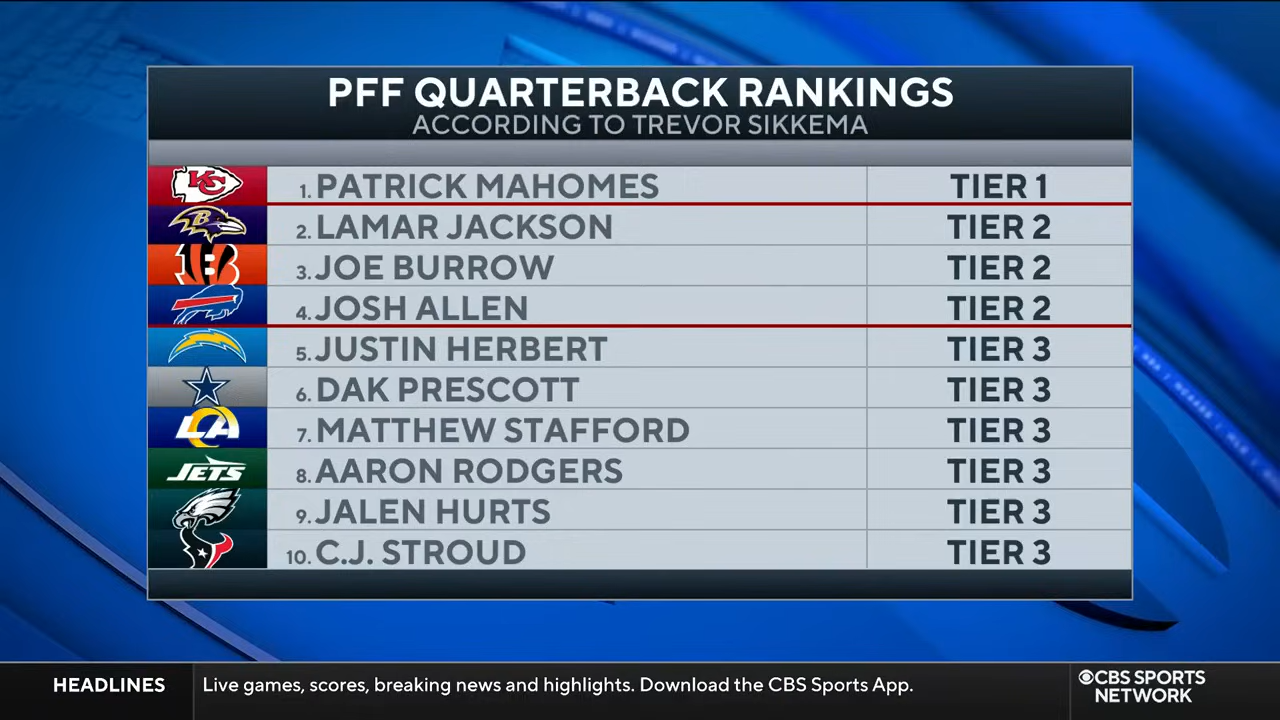 PFF QUARTERBACK RANKINGS
ACCORDING TO TREVOR SIKKEMA
KC 1. PATRICK MAHOMES TIER 1
B 2. LAMAR JACKSON TIER 2
B 3. JOE BURROW TIER 2
4. JOSH ALLEN TIER 2
5. JUSTIN HERBERT TIER 3
6. DAK PRESCOTT TIER 3
LA 7. MATTHEW STAFFORD TIER 3
JETS 8. AARON RODGERS TIER 3
9. JALEN HURTS TIER 3
10. C.J. STROUD TIER 3
HEADLINES Live games, scores, breaking news and highlights. Download the CBS Sports App. CBS SPORTS
NETWORK